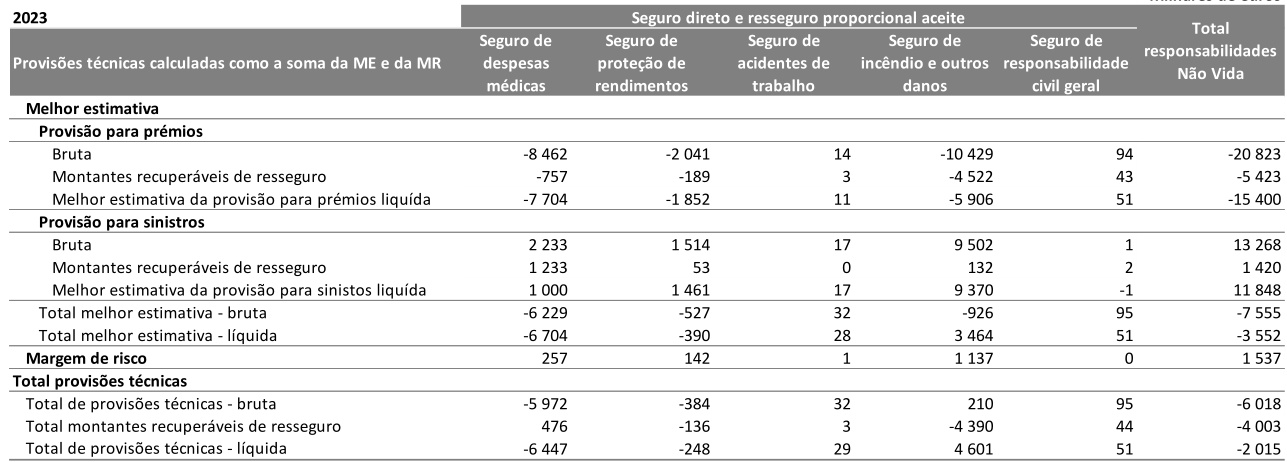 2023 Seguro direto e resseguro proporcional aceite Total responsabilidades Não Vida
Provisões técnicas calculadas como a soma da ME e da MR Seguro de despesas médicas Seguro de proteção de rendimentos Seguro de acidentes de trabalho Seguro de incêndio e outros danos Seguro de responsabilidade civil geral
Melhor estimativa
Provisão para prémios
Bruta -8 462 -2 041 14 -10 429 94 -20 823
Montantes recuperáveis de resseguro -757 -189 3 -4 522 43 -5 423
Melhor estimativa da provisão para prémios liquída -7 704 -1 852 11 -5 906 51 -15 400
Provisão para sinistros
Bruta 2 233 1 514 17 9 502 1 13 268
Montantes recuperáveis de resseguro 1 233 53 0 132 2 1 420
Melhor estimativa da provisão para sinistos liquída 1 000 1 461 17 9 370 -1 11 848
Total melhor estimativa - bruta -6 229 -527 32 -926 95 -7 555
Total melhor estimativa - líquida -6 704 -390 28 3 464 51 -3 552
Margem de risco 257 142 1 1 137 0 1 537
Total provisões técnicas
Total de provisões técnicas - bruta -5 972 -384 32 210 95 -6 018
Total montantes recuperáveis de resseguro 476 -136 3 -4 390 44 -4 003
Total de provisões técnicas - líquida -6 447 -248 29 4 601 51 -2 015